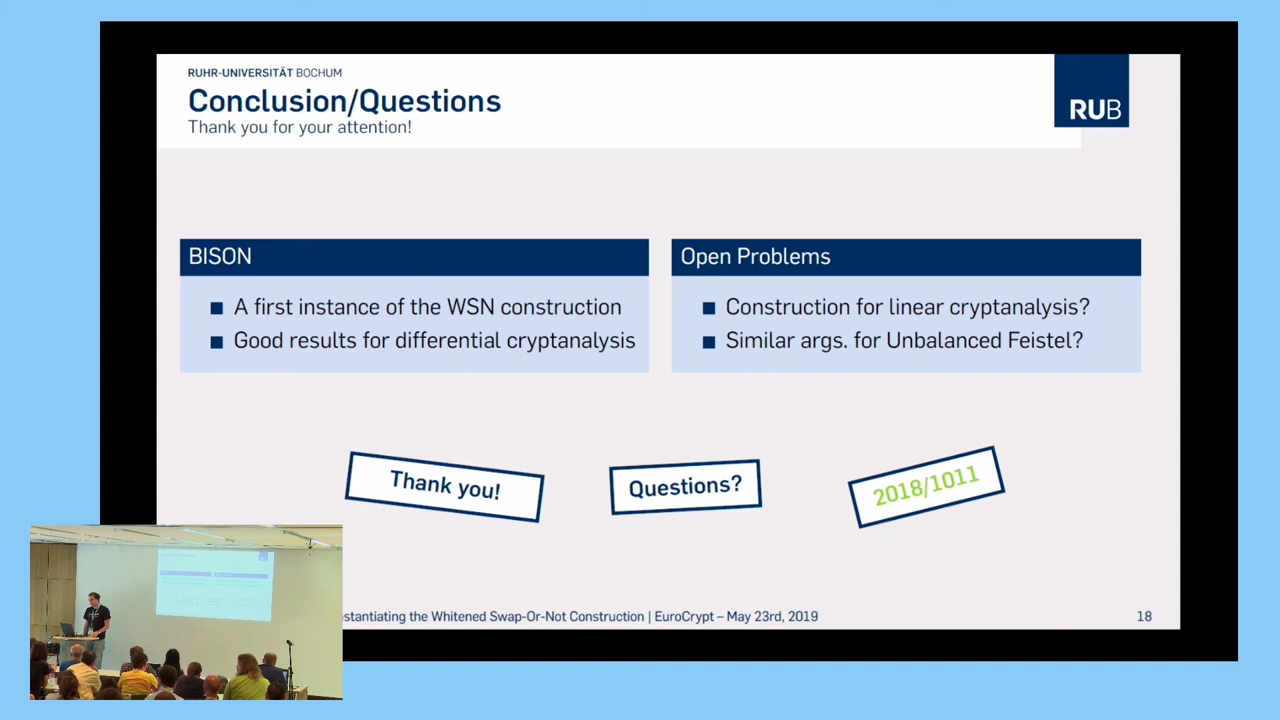 RUHR-UNIVERSITÄT BOCHUM
Conclusion/Questions
Thank you for your attention!
RUB
BISON
A first instance of the WSN construction
Good results for differential cryptanalysis
Open Problems
Construction for linear cryptanalysis?
Similar args. for Unbalanced Feistel?
Thank you!
Questions?
2018/1011
the Whitened Swap-Or-Not Construction | EuroCrypt – May 23rd, 2019
18